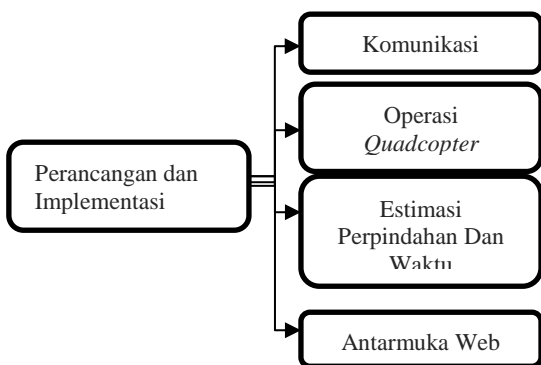 Komunikasi
Operasi
Quadcopter
Perancangan dan
Implementasi
Estimasi
Perpindahan Dan
Waktu
Antarmuka Web